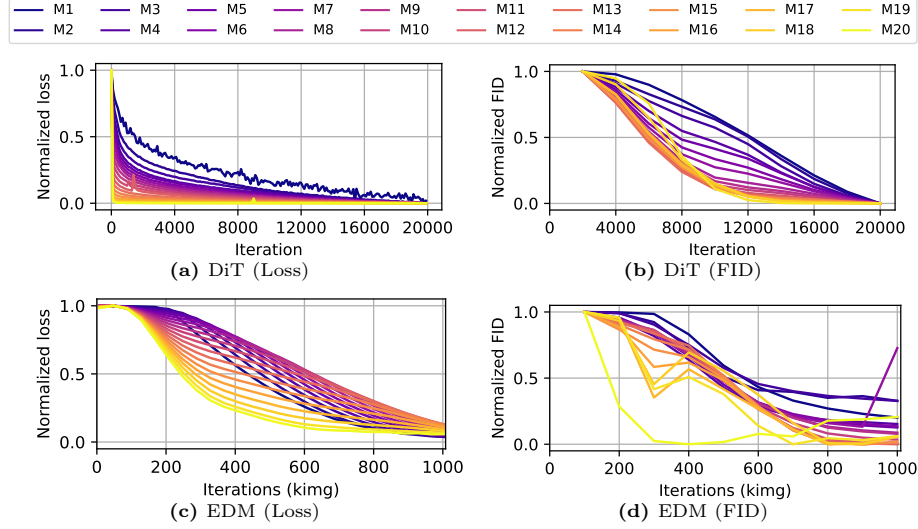 M1 M3 M5 M7 M9 M11 M13 M15 M17 M19
M2 M4 M6 M8 M10 M12 M14 M16 M18 M20
Normalized loss
1.0
0.5
0.0
0 4000 8000 12000 16000 20000
Iteration
(a) DiT (Loss)
Normalized FID
1.0
0.5
0.0
0 4000 8000 12000 16000 20000
Iteration
(b) DiT (FID)
Normalized loss
1.0
0.5
0.0
0 200 400 600 800 1000
Iterations (kimg)
(c) EDM (Loss)
Normalized FID
1.0
0.5
0.0
0 200 400 600 800 1000
Iterations (kimg)
(d) EDM (FID)